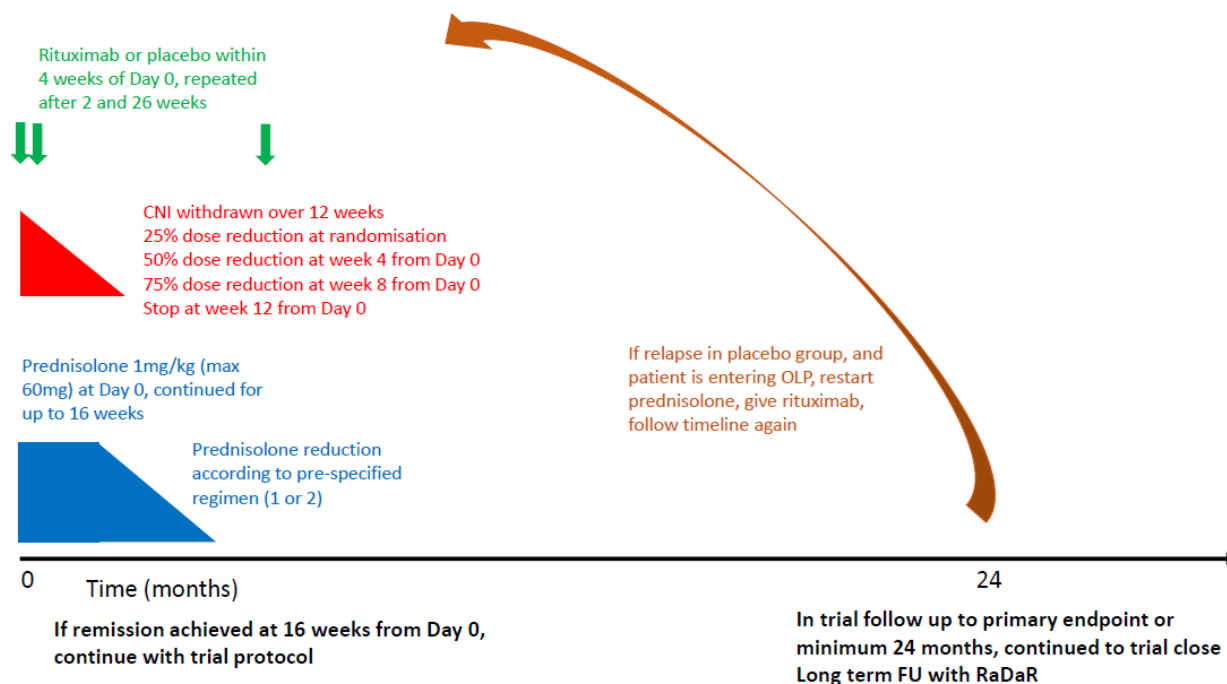 Rituximab or placebo within
4 weeks of Day 0, repeated
after 2 and 26 weeks
CNI withdrawn over 12 weeks
25% dose reduction at randomisation
50% dose reduction at week 4 from Day 0
75% dose reduction at week 8 from Day 0
Stop at week 12 from Day 0
Prednisolone 1mg/kg (max
60mg) at Day 0, continued for
up to 16 weeks
Prednisolone reduction
according to pre-specified
regimen (1 or 2)
If relapse in placebo group, and
patient is entering OLP, restart
prednisolone, give rituximab,
follow timeline again
0
Time (months)
24
If remission achieved at 16 weeks from Day 0,
continue with trial protocol
In trial follow up to primary endpoint or
minimum 24 months, continued to trial close
Long term FU with RaDaR